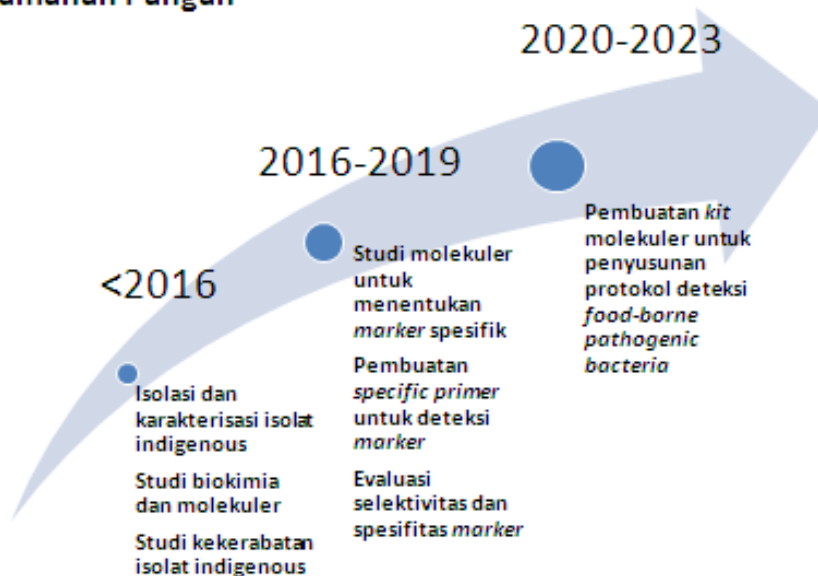 Pangan
2020-2023
2016-2019
<2016
Pembuatan kit
molekuler untuk
penyusunan
protokol deteksi
food-borne
pathogenic
bacteria
Studi molekuler
untuk
menentukan
marker spesifik
Pembuatan
specific primer
untuk deteksi
marker
Evaluasi
selektivitas dan
spesifitas marker
Isolasi dan
karakterisasi isolat
indigenous
Studi biokimia
dan molekuler
Studi kekerabatan
isolat indigenous